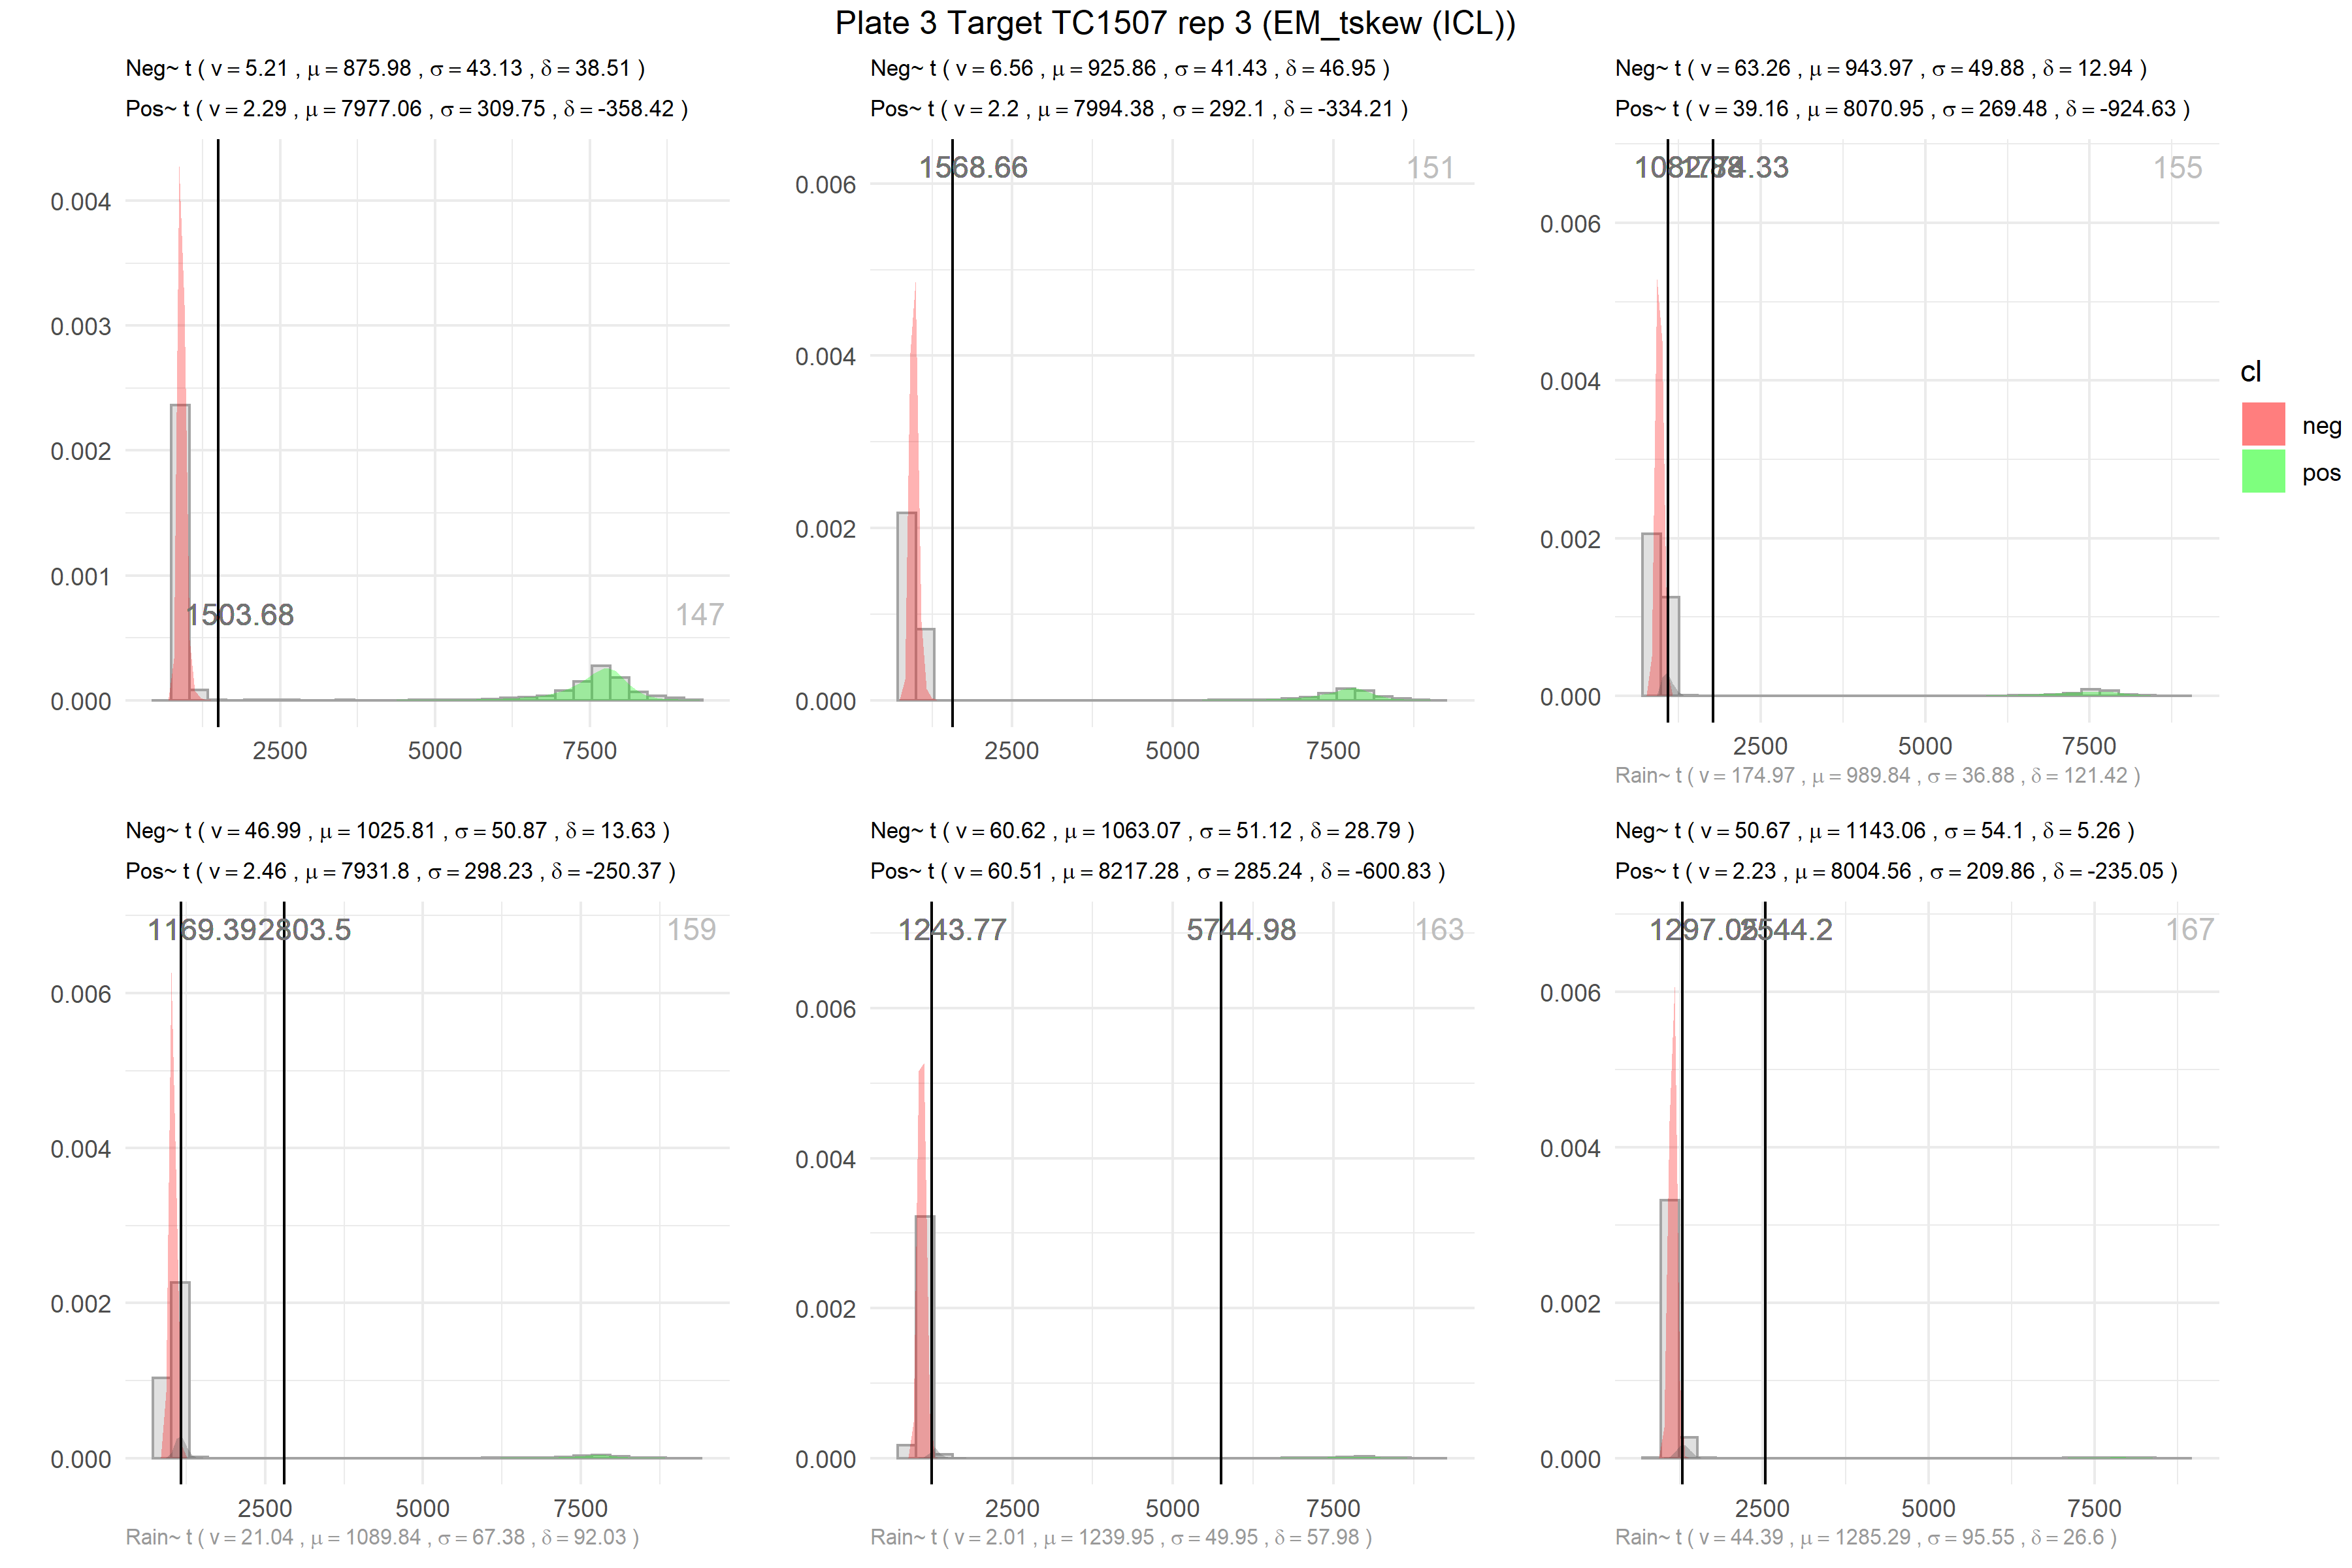 Plate 3 Target TC1507 rep 3 (EM_tskew (ICL))
Neg~ t ( v = 5.21 , μ = 875.98 , σ = 43.13 , δ = 38.51 )
Pos~ t ( v = 2.29 , μ = 7977.06 , σ = 309.75 , δ = -358.42 )
0.004
0.003
0.002
0.001
0.000
1503.68
147
2500 5000 7500
Neg~ t ( v = 6.56 , μ = 925.86 , σ = 41.43 , δ = 46.95 )
Pos~ t ( v = 2.2 , μ = 7994.38 , σ = 292.1 , δ = -334.21 )
1568.66
151
0.006
0.004
0.002
0.000
2500 5000 7500
Neg~ t ( v = 63.26 , μ = 943.97 , σ = 49.88 , δ = 12.94 )
Pos~ t ( v = 39.16 , μ = 8070.95 , σ = 269.48 , δ = -924.63 )
155
0.006
0.004
0.002
0.000
2500 5000 7500
Rain~ t ( v = 174.97 , μ = 989.84 , σ = 36.88 , δ = 121.42 )
cl
neg
pos
Neg~ t ( v = 46.99 , μ = 1025.81 , σ = 50.87 , δ = 13.63 )
Pos~ t ( v = 2.46 , μ = 7931.8 , σ = 298.23 , δ = -250.37 )
1169.39
2803.5
159
0.006
0.004
0.002
0.000
2500 5000 7500
Rain~ t ( v = 21.04 , μ = 1089.84 , σ = 67.38 , δ = 92.03 )
Neg~ t ( v = 60.62 , μ = 1063.07 , σ = 51.12 , δ = 28.79 )
Pos~ t ( v = 60.51 , μ = 8217.28 , σ = 285.24 , δ = -600.83 )
1243.77
5744.98
163
0.006
0.004
0.002
0.000
2500 5000 7500
Rain~ t ( v = 2.01 , μ = 1239.95 , σ = 49.95 , δ = 57.98 )
Neg~ t ( v = 50.67 , μ = 1143.06 , σ = 54.1 , δ = 5.26 )
Pos~ t ( v = 2.23 , μ = 8004.56 , σ = 209.86 , δ = -235.05 )
167
0.006
0.004
0.002
0.000
2500 5000 7500
Rain~ t ( v = 44.39 , μ = 1285.29 , σ = 95.55 , δ = 26.6 )